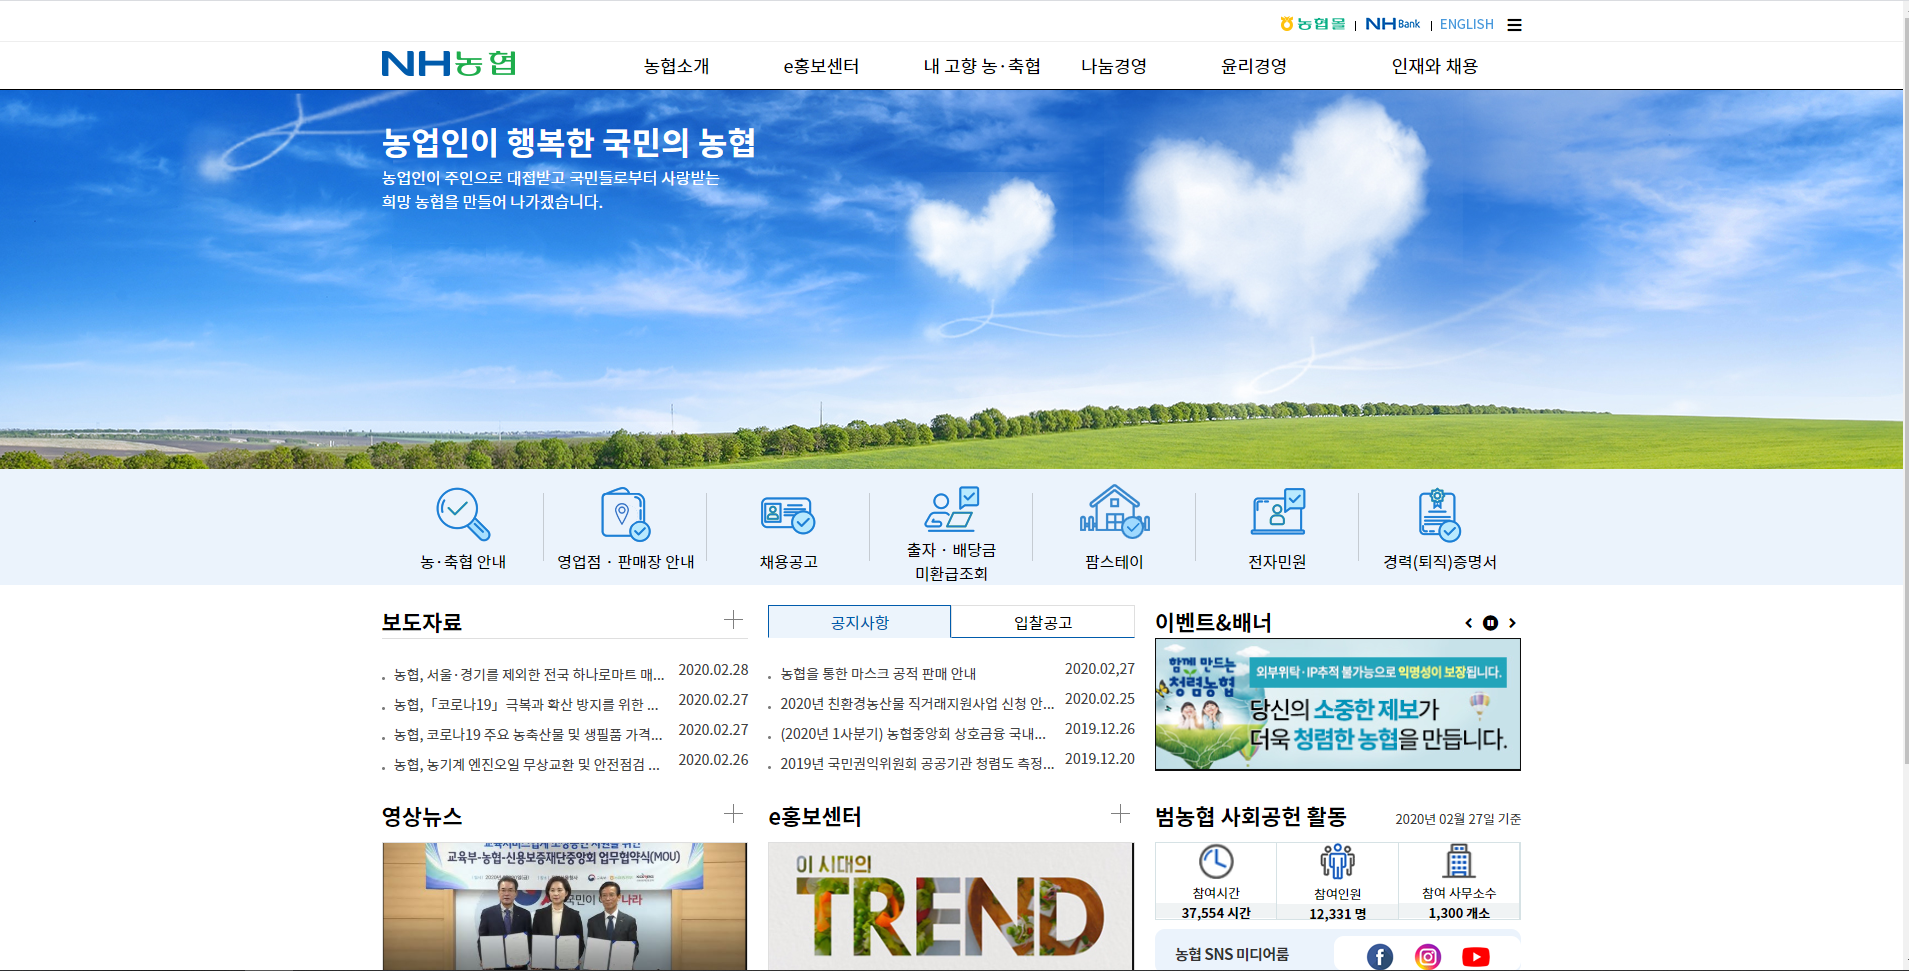 농협몰 | NH Bank | ENGLISH
NH농협 농협소개 e홍보센터 내 고향 농·축협 나눔경영 윤리경영 인재와 채용
농업인이 행복한 국민의 농협
농업인이 주인으로 대접받고 국민들로부터 사랑받는
희망 농협을 만들어 나가겠습니다.
농·축협 안내
영업점 · 판매장 안내
채용공고
출자 · 배당금
미환급조회
팜스테이
전자민원
경력(퇴직)증명서
보도자료
농협, 서울·경기를 제외한 전국 하나로마트 매... 2020.02.28
농협, 「코로나19」 극복과 확산 방지를 위한 ... 2020.02.27
농협, 코로나19 주요 농축산물 및 생필품 가격... 2020.02.27
농협, 농기계 엔진오일 무상교환 및 안전점검 ... 2020.02.26
공지사항 입찰공고
농협을 통한 마스크 공적 판매 안내 2020.02,27
2020년 친환경농산물 직거래지원사업 신청 안... 2020.02.25
(2020년 1사분기) 농협중앙회 상호금융 국내... 2019.12.26
2019년 국민권익위원회 공공기관 청렴도 측정... 2019.12.20
이벤트&배너
함께 만드는
청렴농협
외부위탁·IP추적 불가능으로 익명성이 보장됩니다.
당신의 소중한 제보가
더욱 청렴한 농협을 만듭니다.
영상뉴스
교육부-농협-신용보증재단중앙회 업무협약식(MOU)
e홍보센터
이 시대의
TREND
범농협 사회공헌 활동 2020년 02월 27일 기준
참여시간
37,554 시간
참여인원
12,331 명
참여 사무소수
1,300 개소
농협 SNS 미디어룸